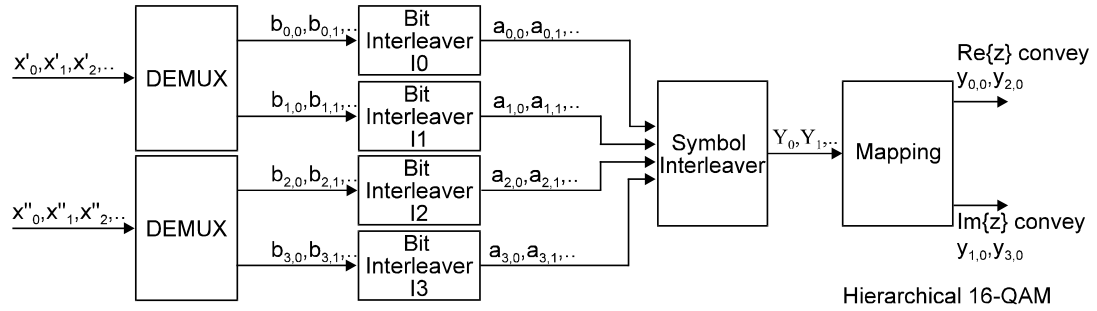 x'0,x'1,x'2,..
DEMUX
b0,0,b0,1,..
Bit
Interleaver
I0
a0,0,a0,1,..
b1,0,b1,1,..
Bit
Interleaver
I1
a1,0,a1,1,..
x"0,x"1,x"2,..
DEMUX
b2,0,b2,1,..
Bit
Interleaver
I2
a2,0,a2,1,..
b3,0,b3,1,..
Bit
Interleaver
I3
a3,0,a3,1,..
Symbol
Interleaver
Y0,Y1,..
Mapping
Re{z} convey
y0,0,y2,0
Im{z} convey
y1,0,y3,0
Hierarchical 16-QAM